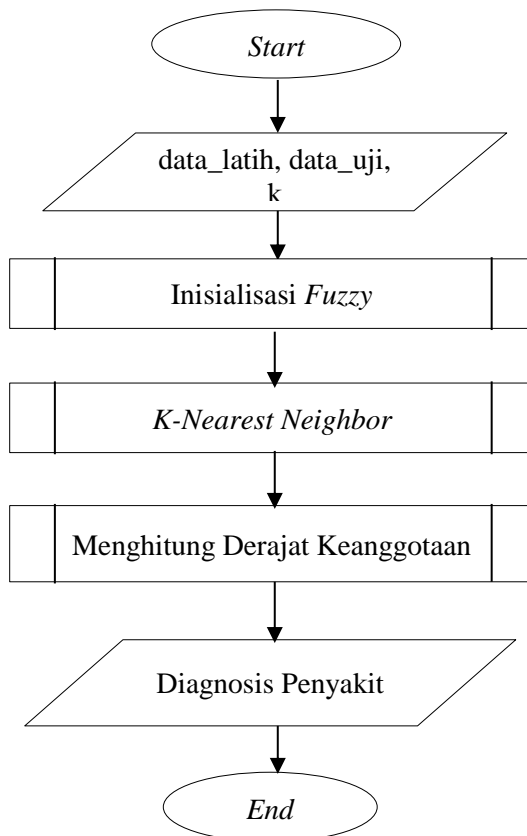 Start
data_latih, data_uji,
k
Inisialisasi Fuzzy
K-Nearest Neighbor
Menghitung Derajat Keanggotaan
Diagnosis Penyakit
End